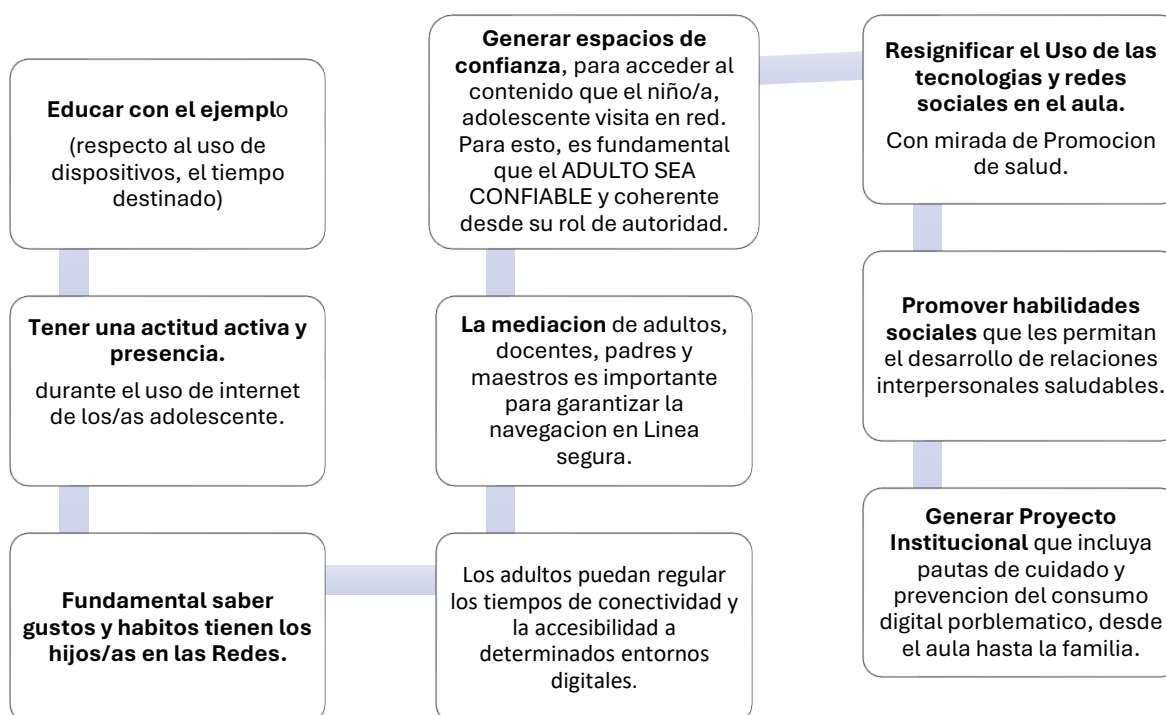 Educar con el ejemplo
(respecto al uso de
dispositivos, el tiempo
destinado)
Tener una actitud activa y
presencia.
durante el uso de internet
de los/as adolescente.
Fundamental saber
gustos y habitos tienen los
hijos/as en las Redes.
Los adultos puedan regular
los tiempos de conectividad y
la accesibilidad a
determinados entornos
digitales.
La mediacion de adultos,
docentes, padres y
maestros es importante
para garantizar la
navegacion en Linea
segura.
Generar espacios de
confianza, para acceder al
contenido que el niño/a,
adolescente visita en red.
Para esto, es fundamental
que el ADULTO SEA
CONFIABLE y coherente
desde su rol de autoridad.
Resignificar el Uso de las
tecnologias y redes
sociales en el aula.
Con mirada de Promocion
de salud.
Promover habilidades
sociales que les permitan
el desarrollo de relaciones
interpersonales saludables.
Generar Proyecto
Institucional que incluya
pautas de cuidado y
prevencion del consumo
digital porblematico, desde
el aula hasta la familia.